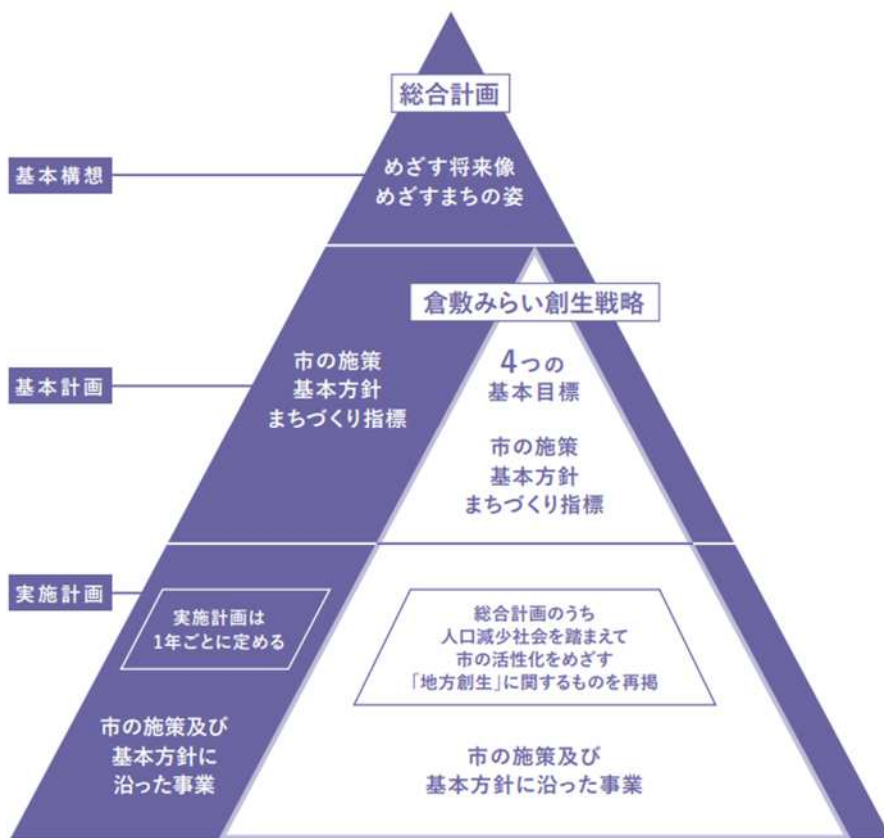 総合計画
基本構想
めざす将来像
めざすまちの姿
倉敷みらい創生戦略
基本計画
市の施策
基本方針
まちづくり指標
4つの
基本目標
市の施策
基本方針
まちづくり指標
実施計画
実施計画は
1年ごとに定める
市の施策及び
基本方針に
沿った事業
総合計画のうち
人口減少社会を踏まえて
市の活性化をめざす
「地方創生」に関するものを再掲
市の施策及び
基本方針に沿った事業